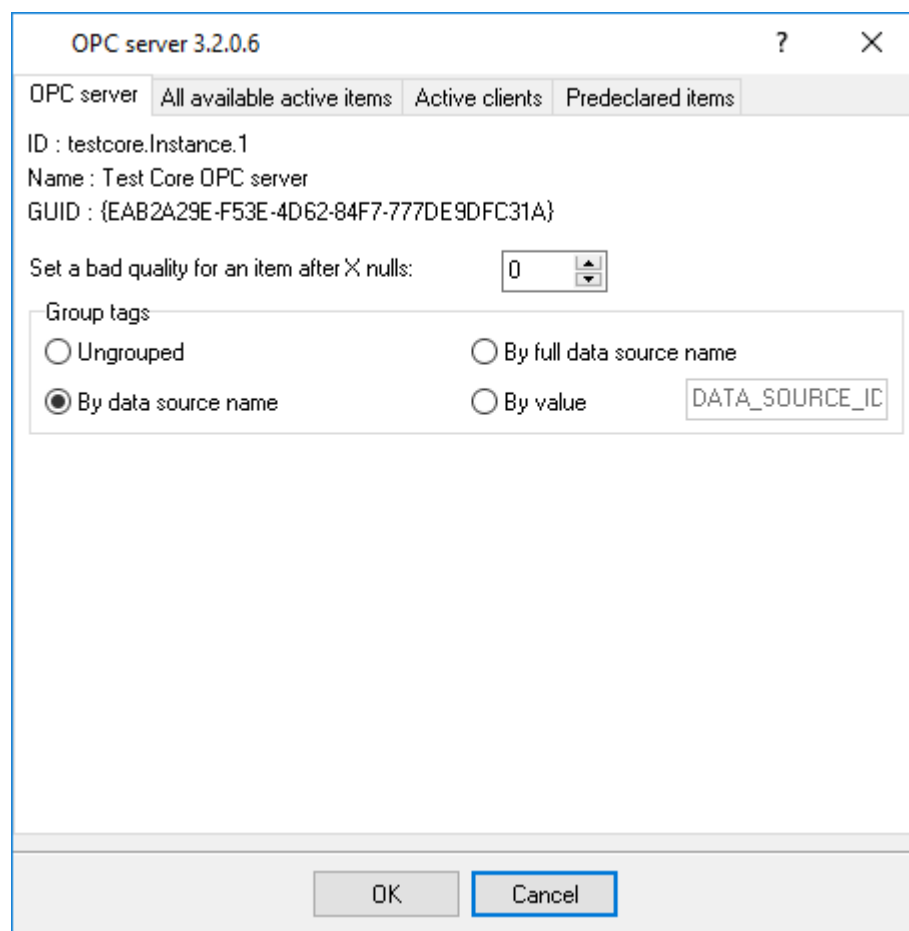 OPC server 3.2.0.6 ?
OPC server All available active items Active clients Predeclared items
ID : testcore.Instance.1
Name : Test Core OPC server
GUID : {EAB2A29E-F53E-4D62-84F7-777DE9DFC31A}
Set a bad quality for an item after X nulls: 0
Group tags
Ungrouped By full data source name
By data source name By value DATA_SOURCE_ID
OK Cancel